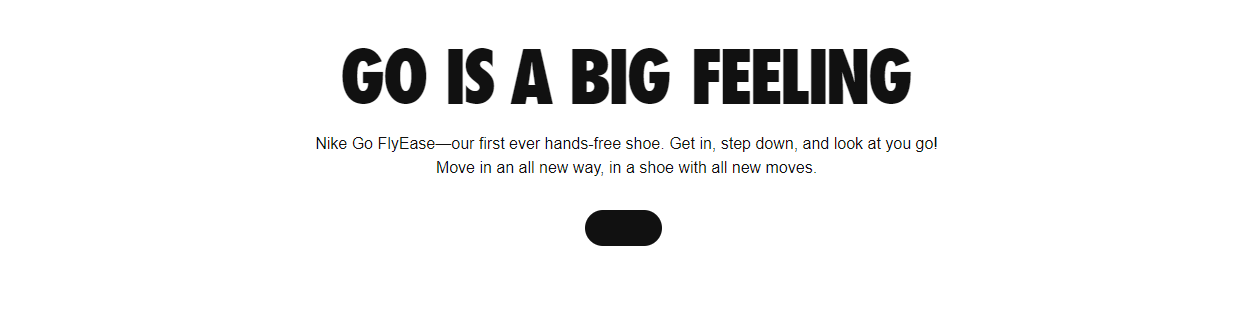 GO IS A BIG FEELING
Nike Go FlyEase—our first ever hands-free shoe. Get in, step down, and look at you go!
Move in an all new way, in a shoe with all new moves.